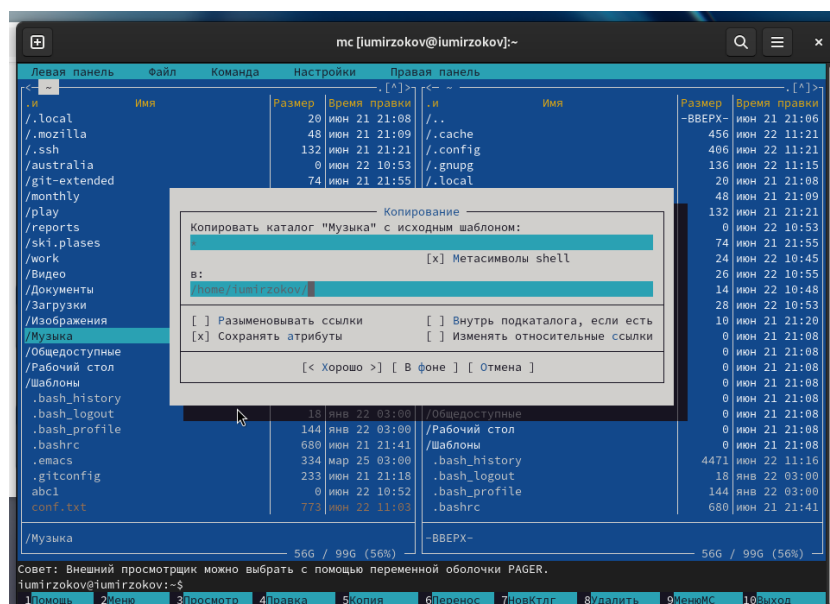 mc [iumirzokov@iumirzokov]:~
Левая панель Файл Команда Настройки Правая панель
<─ ~ ─.[^]>┐ ┌<─ ~ ─.[^]>
.и Имя Размер Время правки .и Имя Размер Время правки
/.local 20 июн 21 21:08 /.. -ВВЕРХ- июн 21 21:06
/.mozilla 48 июн 21 21:09 /.cache 456 июн 22 11:21
/.ssh 132 июн 21 21:21 /.config 406 июн 22 11:21
/australia 0 июн 22 10:53 /.gnupg 136 июн 22 11:15
/git-extended 74 июн 21 21:55 /.local 20 июн 21 21:08
/monthly 48 июн 21 21:09
/play Копирование 132 июн 21 21:21
/reports Копировать каталог "Музыка" с исходным шаблоном: 0 июн 22 10:53
/ski.plases * 74 июн 21 21:55
/work [x] Метасимволы shell 24 июн 22 10:45
/Видео в: 26 июн 22 10:55
/Документы /home/iumirzokov/ 14 июн 22 10:48
/Загрузки 28 июн 22 10:53
/Изображения [ ] Разыменовывать ссылки [ ] Внутрь подкаталога, если есть 10 июн 21 21:20
/Музыка [x] Сохранять атрибуты [ ] Изменять относительные ссылки 0 июн 21 21:08
/Общедоступные 0 июн 21 21:08
/Рабочий стол [< Хорошо >] [ В фоне ] [ Отмена ] 0 июн 21 21:08
/Шаблоны 0 июн 21 21:08
.bash_history 0 июн 21 21:08
.bash_logout 18 янв 22 03:00 /Общедоступные 0 июн 21 21:08
.bash_profile 144 янв 22 03:00 /Рабочий стол 0 июн 21 21:08
.bashrc 680 июн 21 21:41 /Шаблоны 0 июн 21 21:08
.emacs 334 мар 25 03:00 .bash_history 4471 июн 22 11:16
.gitconfig 233 июн 21 21:18 .bash_logout 18 янв 22 03:00
abc1 0 июн 22 10:52 .bash_profile 144 янв 22 03:00
conf.txt 773 июн 22 11:03 .bashrc 680 июн 21 21:41
/Музыка -ВВЕРХ-
56G / 99G (56%) 56G / 99G (56%)
Совет: Внешний просмотрщик можно выбрать с помощью переменной оболочки PAGER.
iumirzokov@iumirzokov:~$
1Помощь 2Меню 3Просмотр 4Правка 5Копия 6Перенос 7НовКтлг 8Удалить 9МенюMC 10Выход